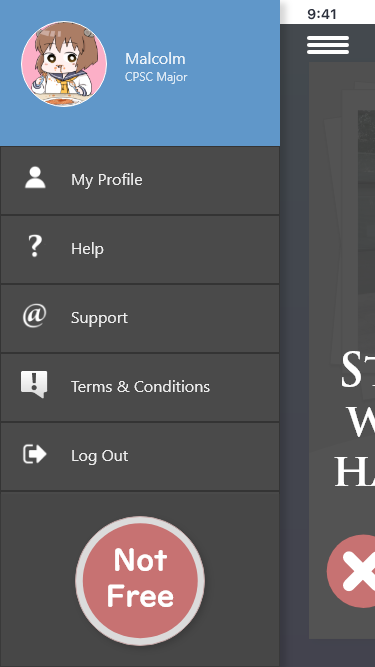 9:41
Malcolm
CPSC Major
My Profile
Help
Support
Terms & Conditions
Log Out
Not
Free